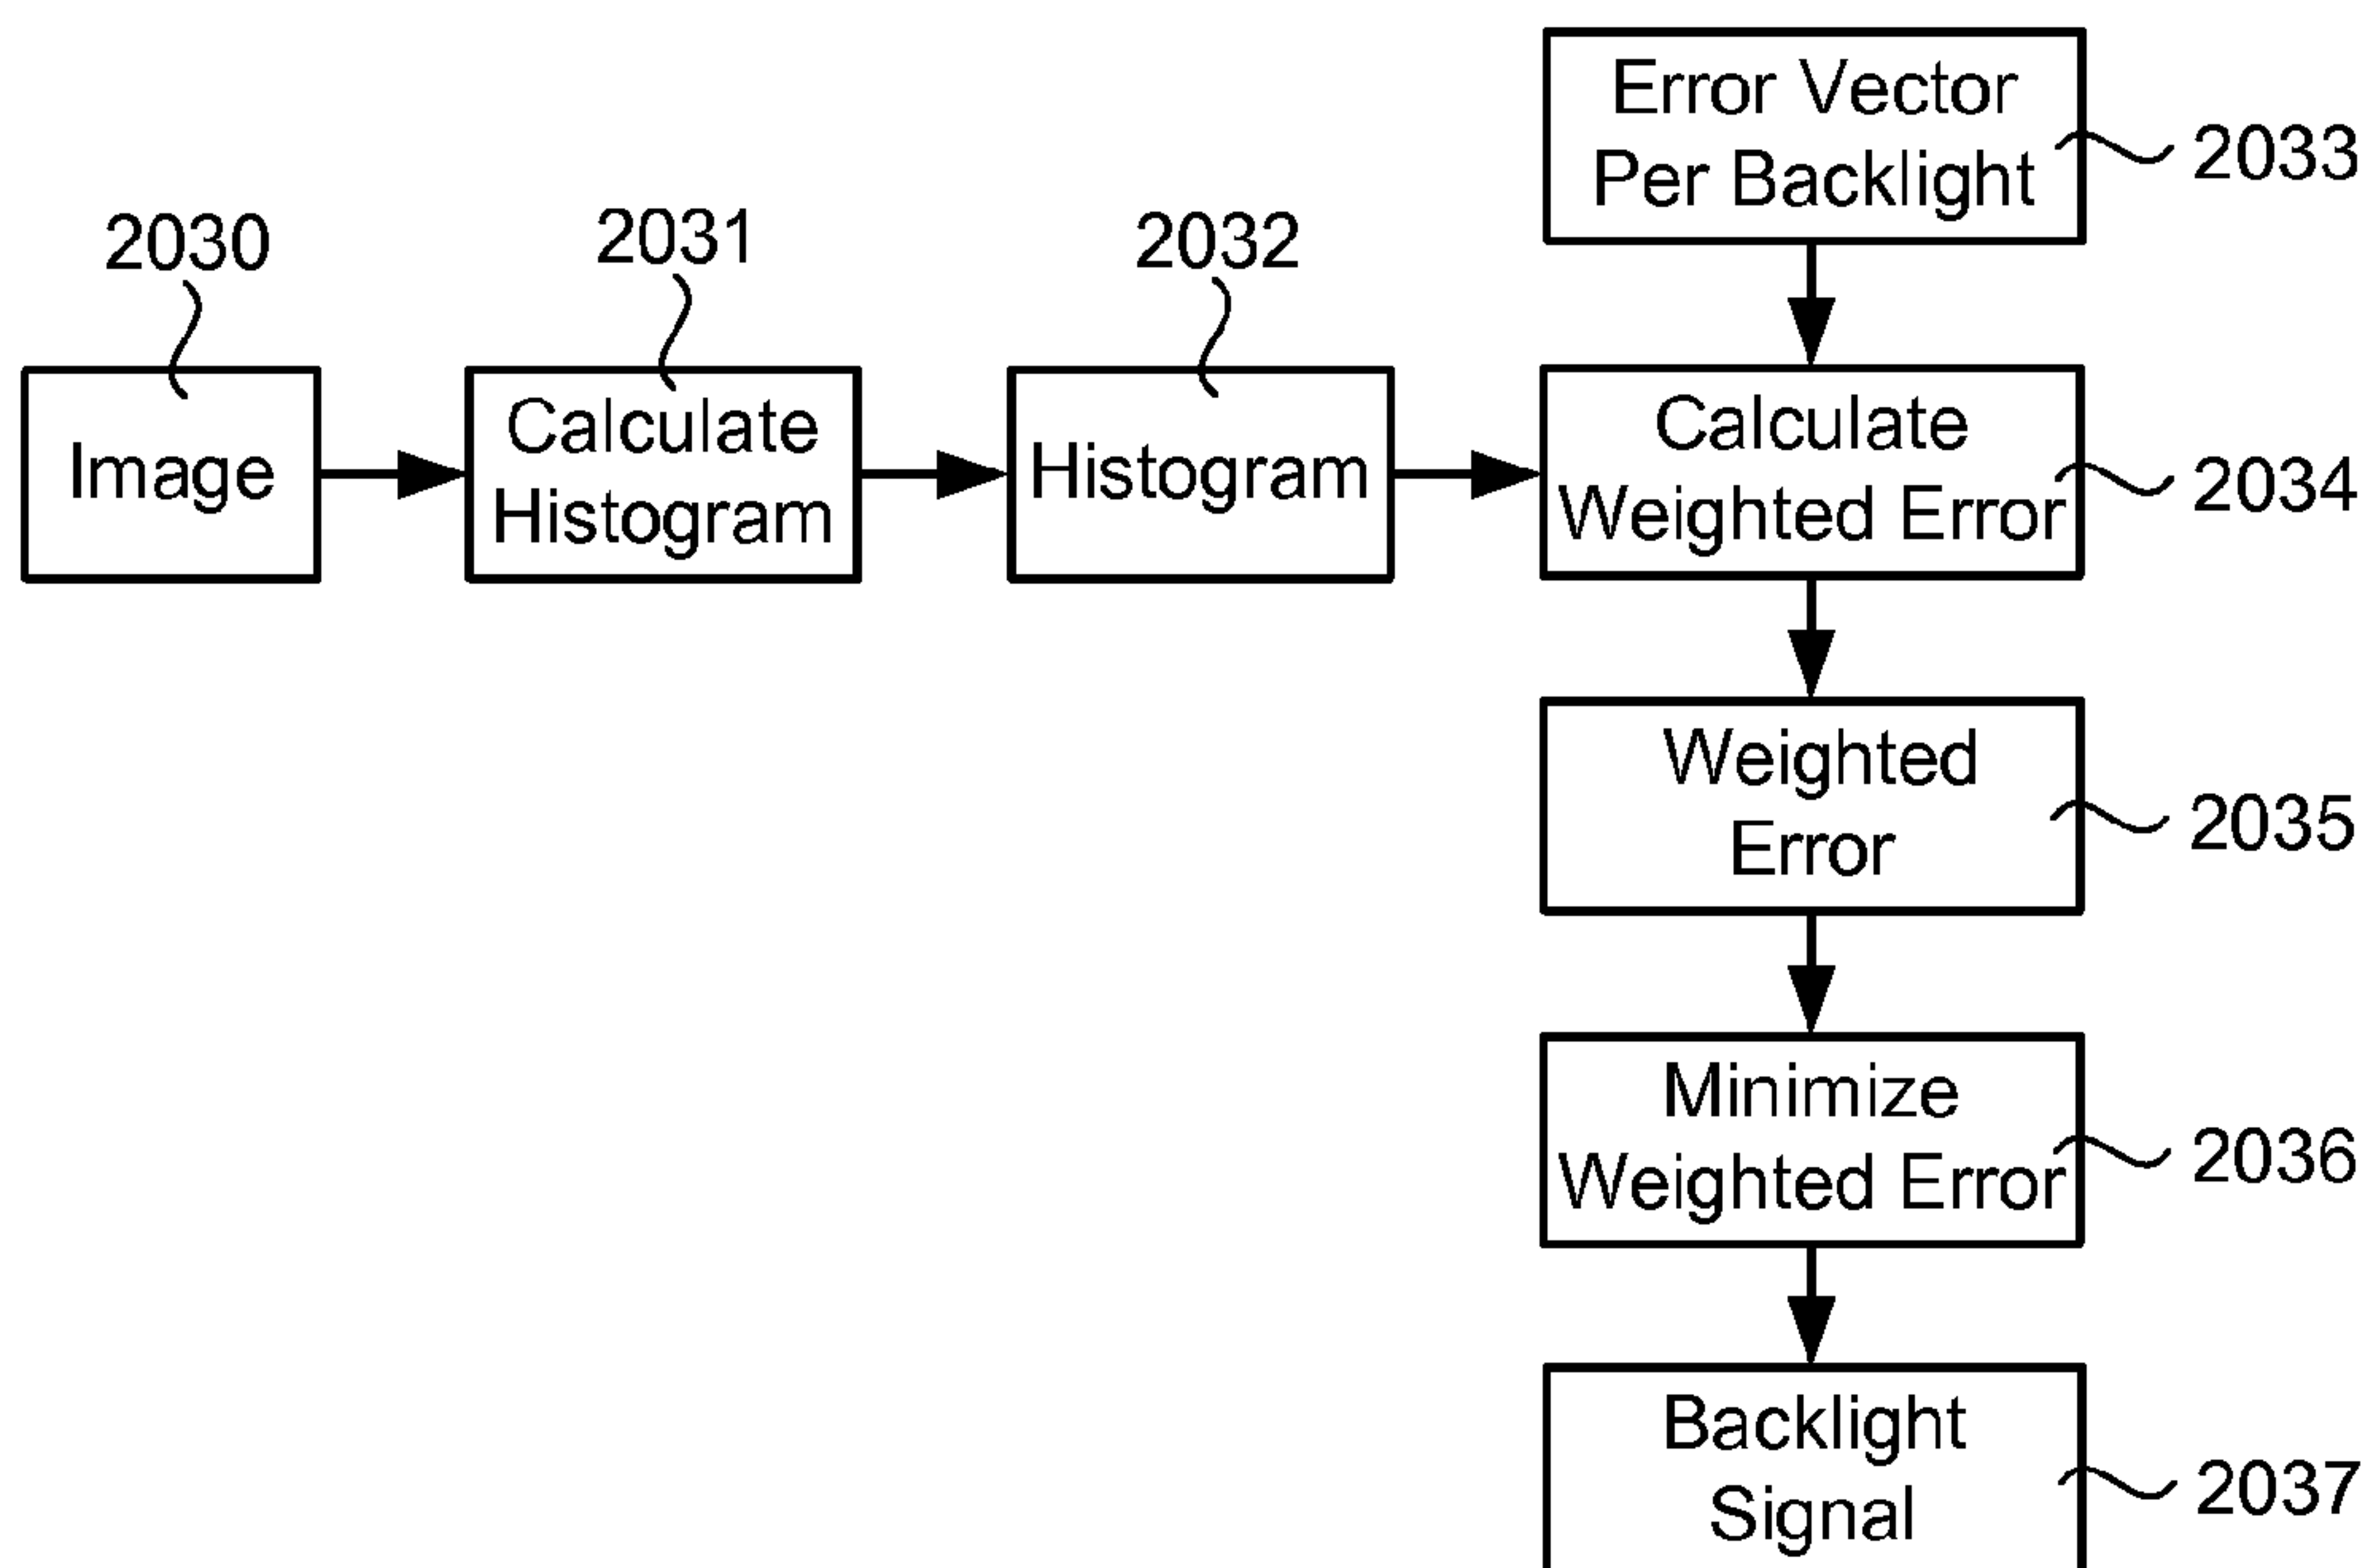 Error Vector
Per Backlight
2033
2030
2031
2032
Image
Calculate
Histogram
Histogram
Calculate
Weighted Error
2034
Weighted
Error
2035
Minimize
Weighted Error
2036
Backlight
Signal
2037